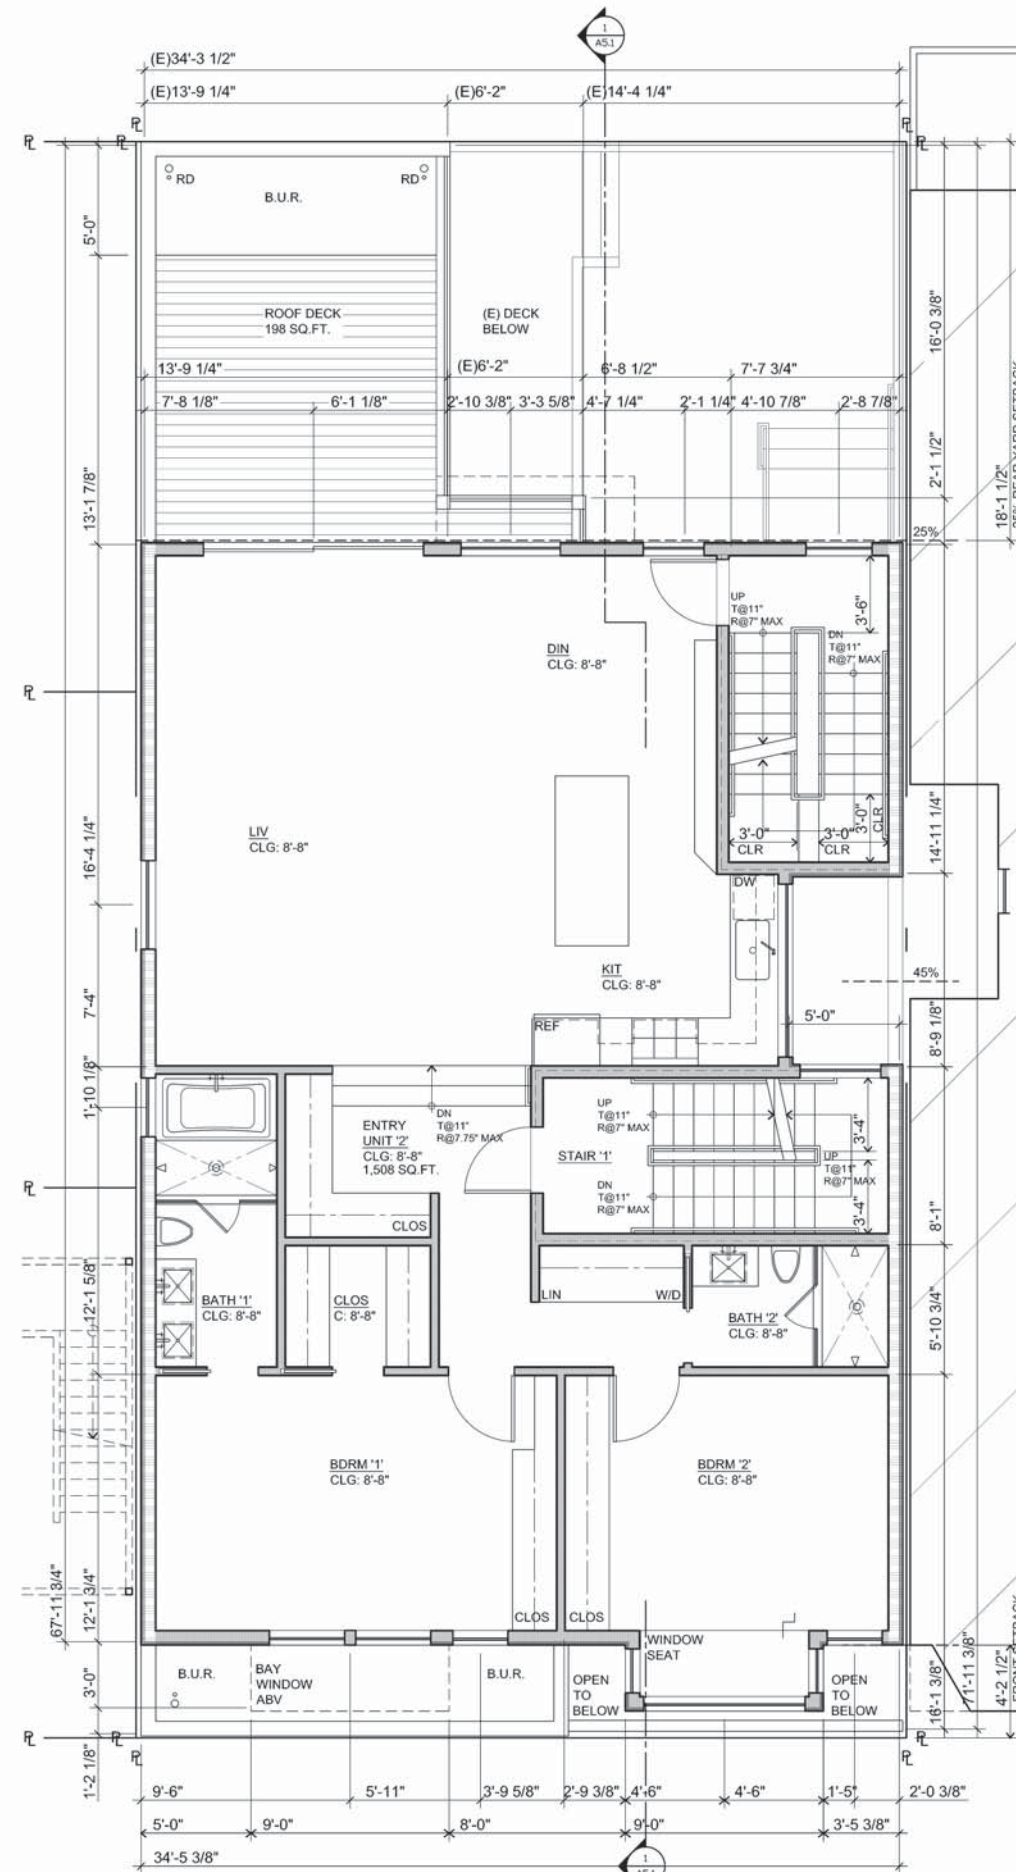 1
A5.1
(E)34'-3 1/2"
(E)13'-9 1/4"
(E)6'-2"
(E)14'-4 1/4"
RD
RD
B.U.R.
5'-0"
ROOF DECK
198 SQ.FT.
(E) DECK
BELOW
16'-0 3/8"
13'-9 1/4"
(E)6'-2"
6'-8 1/2"
7'-7 3/4"
7'-8 1/8"
6'-1 1/8"
2'-10 3/8"
3'-3 5/8"
4'-7 1/4"
2'-1 1/4"
4'-10 7/8"
2'-8 7/8"
2'-1 1/2"
18'-1 1/2"
25% REAR YARD SETBACK
13'-1 7/8"
25%
UP
T@11"
R@7" MAX
3'-6"
DN
T@11"
R@7" MAX
DIN
CLG: 8'-8"
LIV
CLG: 8'-8"
16'-4 1/4"
3'-0"
CLR
3'-0"
CLR
3'-0"
CLR
14'-11 1/4"
DW
KIT
CLG: 8'-8"
45%
7'-4"
REF
5'-0"
8'-9 1/8"
1'-10 1/8"
ENTRY
UNIT '2'
CLG: 8'-8"
1,508 SQ.FT.
DN
T@11"
R@7.75" MAX
UP
T@11"
R@7" MAX
3'-4"
STAIR '1'
UP
T@11"
R@7" MAX
DN
T@11"
R@7" MAX
3'-4"
8'-1"
CLOS
12'-1 5/8"
BATH '1'
CLG: 8'-8"
CLOS
C: 8'-8"
LIN
W/D
BATH '2'
CLG: 8'-8"
5'-10 3/4"
BDRM '1'
CLG: 8'-8"
BDRM '2'
CLG: 8'-8"
67'-11 3/4"
12'-1 3/4"
CLOS
CLOS
WINDOW
SEAT
B.U.R.
BAY
WINDOW
ABV
B.U.R.
OPEN
TO
BELOW
OPEN
TO
BELOW
3'-0"
16'-1 3/8"
71'-11 3/8"
4'-2 1/2"
FRONT SETBACK
1'-2 1/8"
9'-6"
5'-11"
3'-9 5/8"
2'-9 3/8"
4'-6"
4'-6"
1'-5"
2'-0 3/8"
5'-0"
9'-0"
8'-0"
9'-0"
3'-5 3/8"
34'-5 3/8"
1